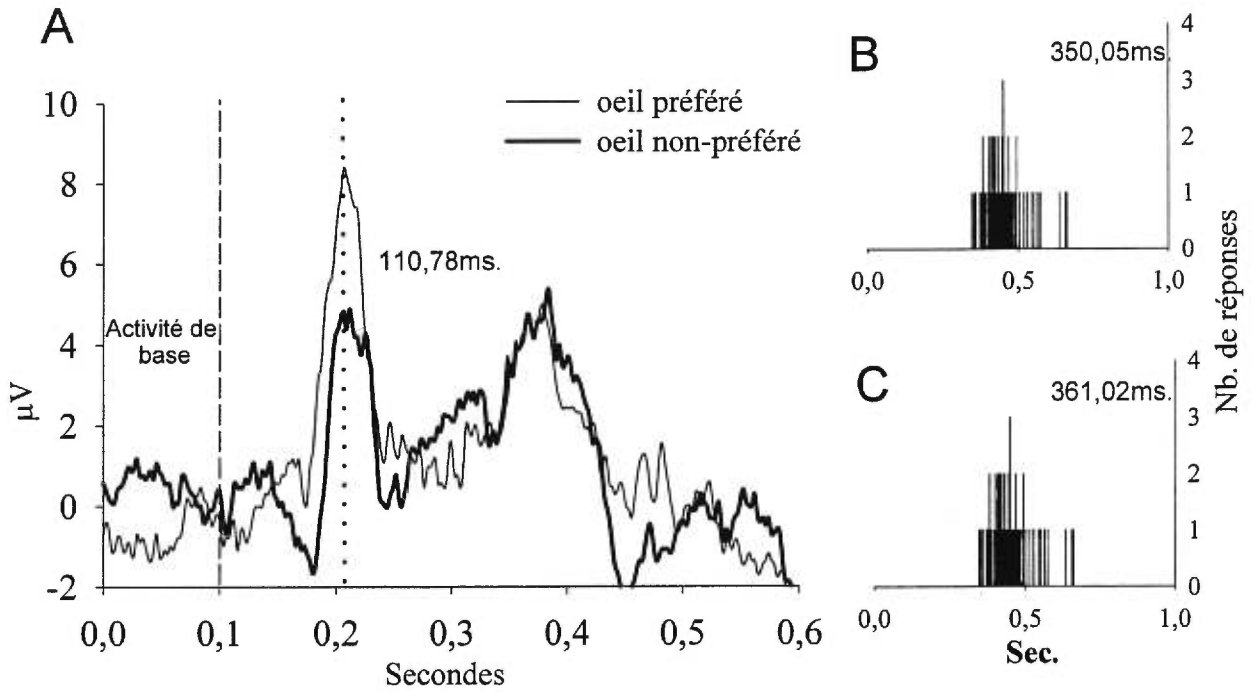 A
10
8
6
4
2
0
-2
µV
oeil préféré
oeil non-préféré
110,78ms.
Activité de
base
0,0 0,1 0,2 0,3 0,4 0,5 0,6
Secondes
B
350,05ms.
4
3
2
1
0
0,0 0,5 1,0
C
361,02ms.
4
3
2
1
0
0,0 0,5 1,0
Sec.
Nb. de réponses